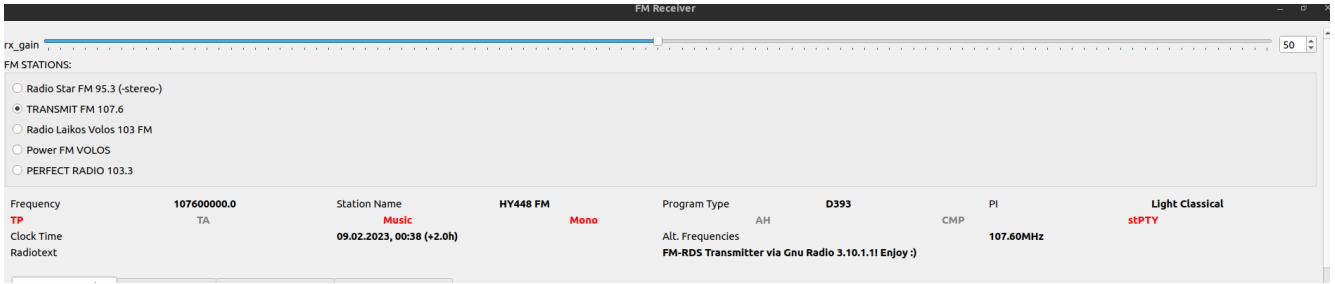 FM Receiver
rx_gain 50
FM STATIONS:
Radio Star FM 95.3 (-stereo-)
TRANSMIT FM 107.6
Radio Laikos Volos 103 FM
Power FM VOLOS
PERFECT RADIO 103.3
Frequency 107600000.0 Station Name HY448 FM Program Type D393 PI Light Classical
TP TA Music Mono AH CMP stPTY
Clock Time 09.02.2023, 00:38 (+2.0h) Alt. Frequencies 107.60MHz
Radiotext FM-RDS Transmitter via Gnu Radio 3.10.1.1! Enjoy :)